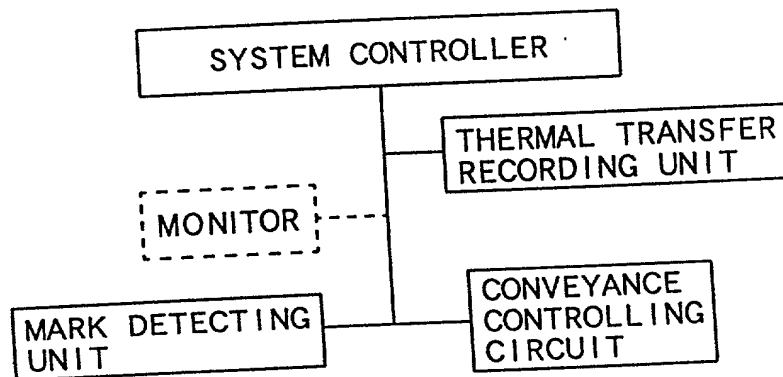 SYSTEM CONTROLLER
THERMAL TRANSFER
RECORDING UNIT
MONITOR
MARK DETECTING
UNIT
CONVEYANCE
CONTROLLING
CIRCUIT